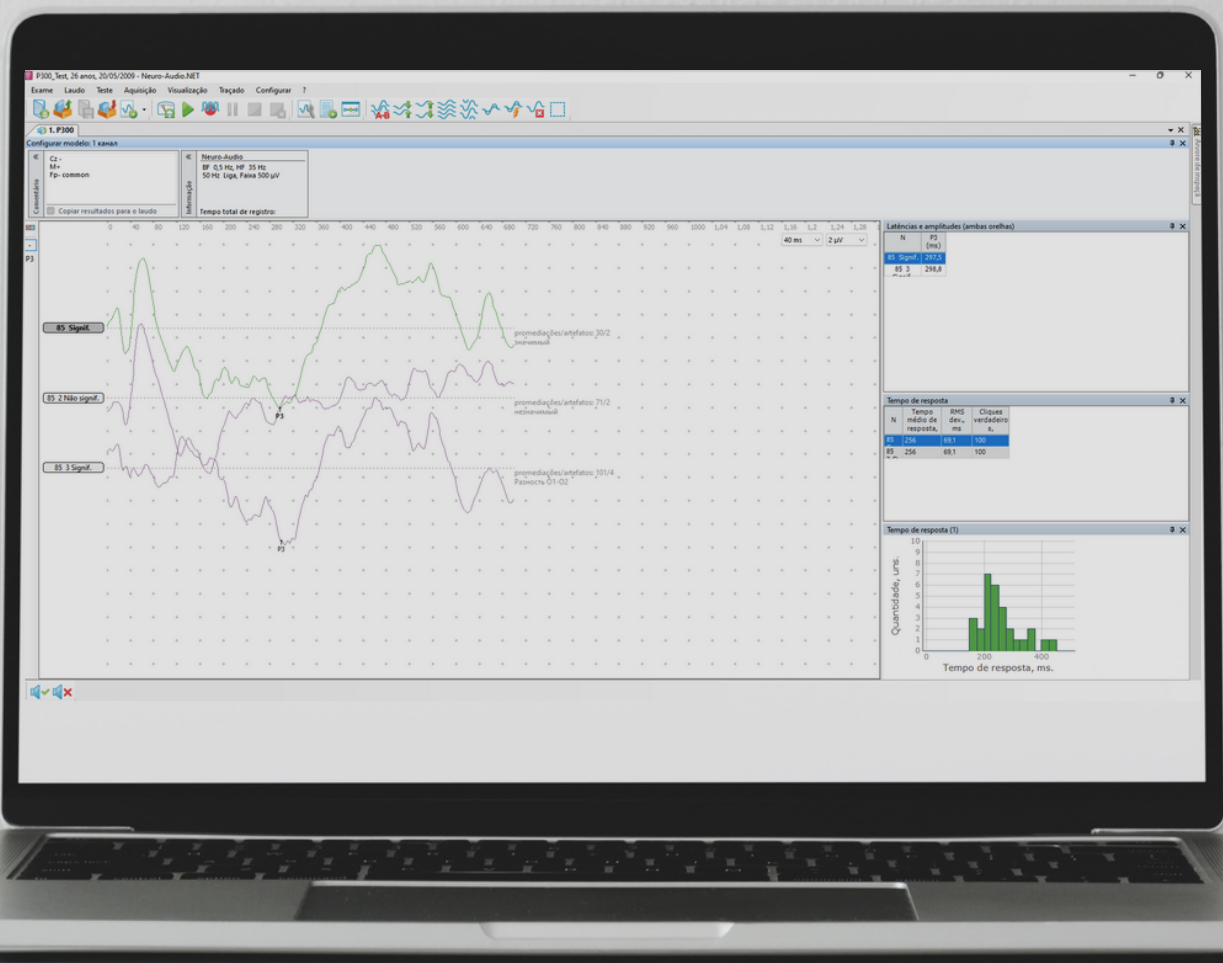 P300_Test, 26 anos, 20/05/2009 - Neuro-Audio.NET
Exame Laudo Teste Aquisição Visualização Traçado Configurar ?
A-B
1. P300
Configurar modelo: 1 канал
Comentário
Cz -
M+
Fp- common
Copiar resultados para o laudo
Informação
Neuro-Audio
BF 0,5 Hz, HF 35 Hz
50 Hz Liga, Faixa 500 µV
Tempo total de registro:
0 40 80 120 160 200 240 280 320 360 400 440 480 520 560 600 640 680 720 760 800 840 880 920 960 1000 1,04 1,08 1,12 1,16 1,2 1,24 1,28
40 ms 2 µV
P3
85 Signif.
promediações/artefatos: 30/2
значимый
85 2 Não signif.
P3
promediações/artefatos: 71/2
незначимый
85 3 Signif.
promediações/artefatos: 101/4
Разность O1-O2
P3
Latências e amplitudes (ambas orelhas)
N P3
(ms)
85 Signif. 297,5
85 3 298,8
Tempo de resposta
N Tempo médio de resposta, RMS dev., ms Cliques verdadeiro s,
85 256 69,1 100
85 256 69,1 100
Tempo de resposta (1)
Quantidade, uns.
10
9
8
7
6
5
4
3
2
1
0
0 200 400
Tempo de resposta, ms.